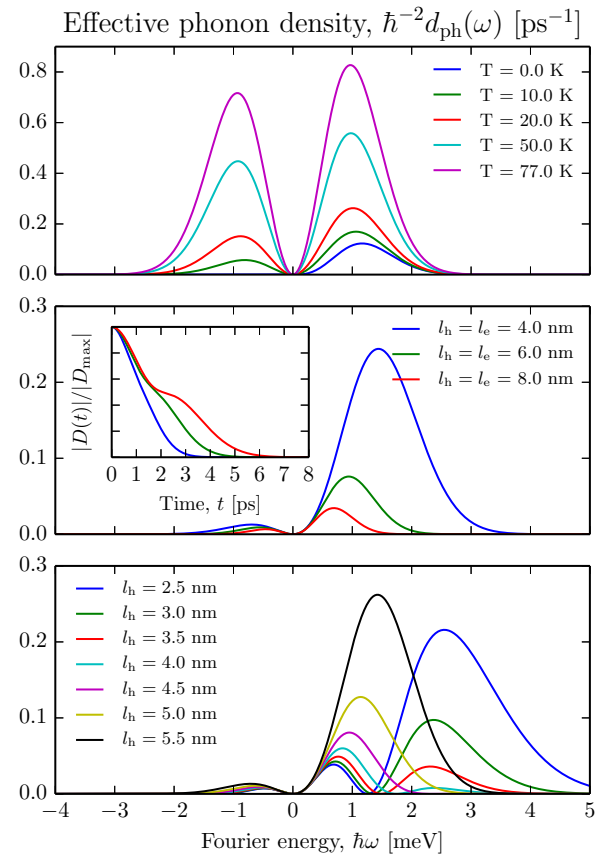 Effective phonon density, ħ⁻²d_ph(ω) [ps⁻¹]
0.8
0.6
0.4
0.2
0.0
T = 0.0 K
T = 10.0 K
T = 20.0 K
T = 50.0 K
T = 77.0 K
0.3
0.2
0.1
0.0
|D(t)|/|D_max|
0 1 2 3 4 5 6 7 8
Time, t [ps]
l_h = l_e = 4.0 nm
l_h = l_e = 6.0 nm
l_h = l_e = 8.0 nm
0.3
0.2
0.1
0.0
l_h = 2.5 nm
l_h = 3.0 nm
l_h = 3.5 nm
l_h = 4.0 nm
l_h = 4.5 nm
l_h = 5.0 nm
l_h = 5.5 nm
−4 −3 −2 −1 0 1 2 3 4 5
Fourier energy, ħω [meV]